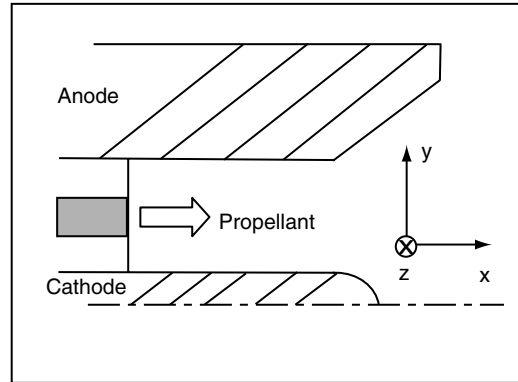 Anode
y
Propellant
z
x
Cathode